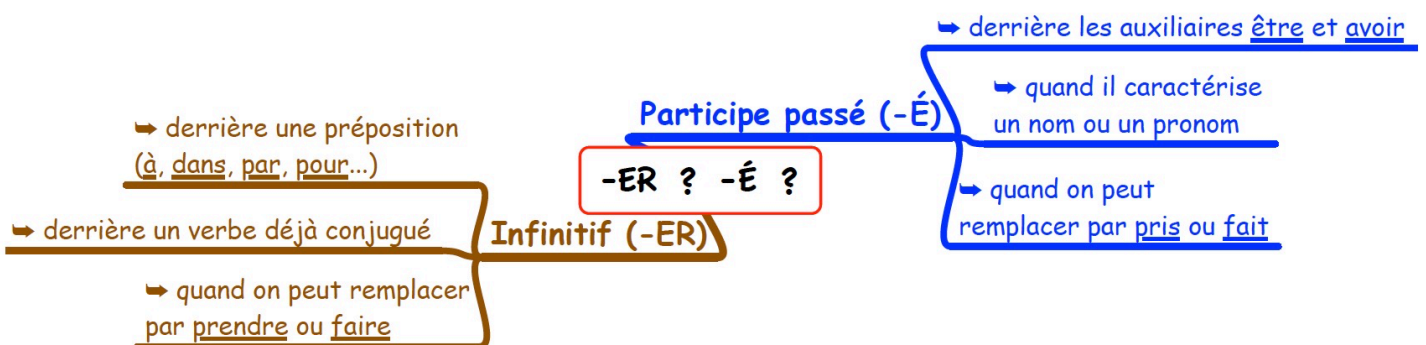 -ER ? -É ?
Participe passé (-É)
➥ derrière les auxiliaires être et avoir
➥ quand il caractérise
un nom ou un pronom
➥ quand on peut
remplacer par pris ou fait
Infinitif (-ER)
➥ derrière une préposition
(à, dans, par, pour...)
➥ derrière un verbe déjà conjugué
➥ quand on peut remplacer
par prendre ou faire